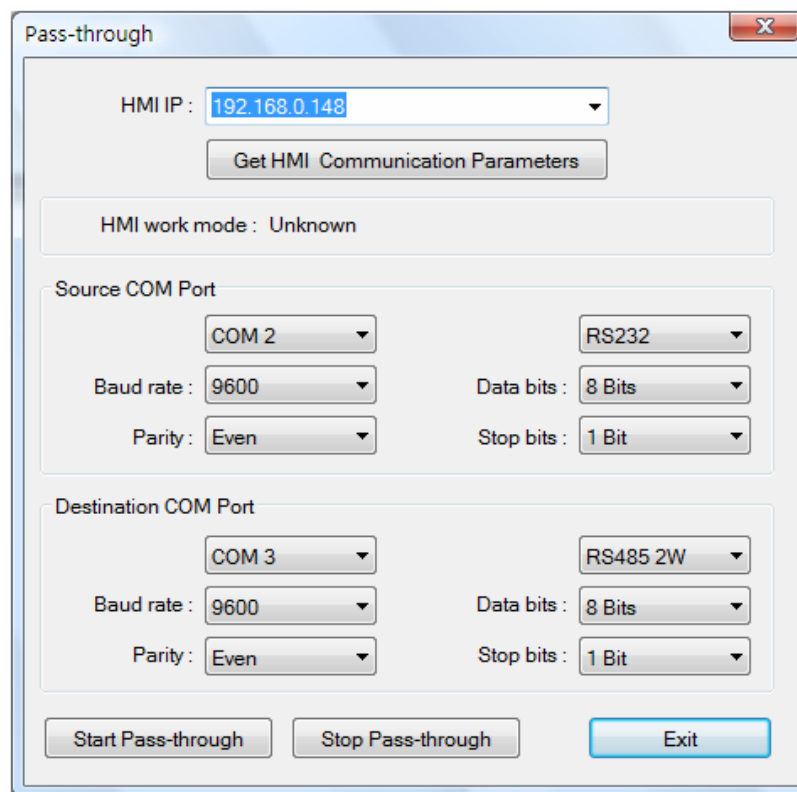 Pass-through
HMI IP : 192.168.0.148
Get HMI Communication Parameters
HMI work mode : Unknown
Source COM Port
COM 2 RS232
Baud rate : 9600 Data bits : 8 Bits
Parity : Even Stop bits : 1 Bit
Destination COM Port
COM 3 RS485 2W
Baud rate : 9600 Data bits : 8 Bits
Parity : Even Stop bits : 1 Bit
Start Pass-through Stop Pass-through Exit